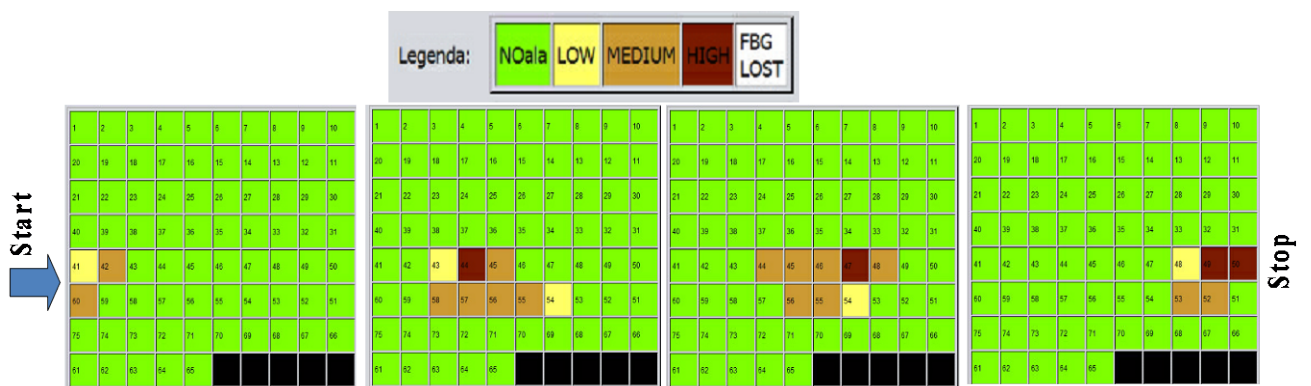 Legenda:
NOala
LOW
MEDIUM
HIGH
FBG
LOST
Start
1 2 3 4 5 6 7 8 9 10
20 19 18 17 16 15 14 13 12 11
21 22 23 24 25 26 27 28 29 30
40 39 38 37 36 35 34 33 32 31
41 42 43 44 45 46 47 48 49 50
60 59 58 57 56 55 54 53 52 51
75 74 73 72 71 70 69 68 67 66
61 62 63 64 65
1 2 3 4 5 6 7 8 9 10
20 19 18 17 16 15 14 13 12 11
21 22 23 24 25 26 27 28 29 30
40 39 38 37 36 35 34 33 32 31
41 42 43 44 45 46 47 48 49 50
60 59 58 57 56 55 54 53 52 51
75 74 73 72 71 70 69 68 67 66
61 62 63 64 65
1 2 3 4 5 6 7 8 9 10
20 19 18 17 16 15 14 13 12 11
21 22 23 24 25 26 27 28 29 30
40 39 38 37 36 35 34 33 32 31
41 42 43 44 45 46 47 48 49 50
60 59 58 57 56 55 54 53 52 51
75 74 73 72 71 70 69 68 67 66
61 62 63 64 65
1 2 3 4 5 6 7 8 9 10
20 19 18 17 16 15 14 13 12 11
21 22 23 24 25 26 27 28 29 30
40 39 38 37 36 35 34 33 32 31
41 42 43 44 45 46 47 48 49 50
60 59 58 57 56 55 54 53 52 51
75 74 73 72 71 70 69 68 67 66
61 62 63 64 65
Stop